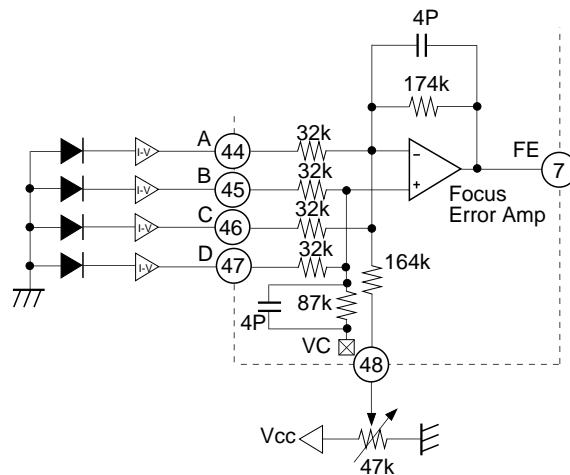 4P
174k
A
I-V
44
32k
FE
7
B
I-V
45
32k
−
+
Focus
Error Amp
C
I-V
46
32k
D
I-V
47
32k
164k
4P
87k
VC
48
Vcc
47k